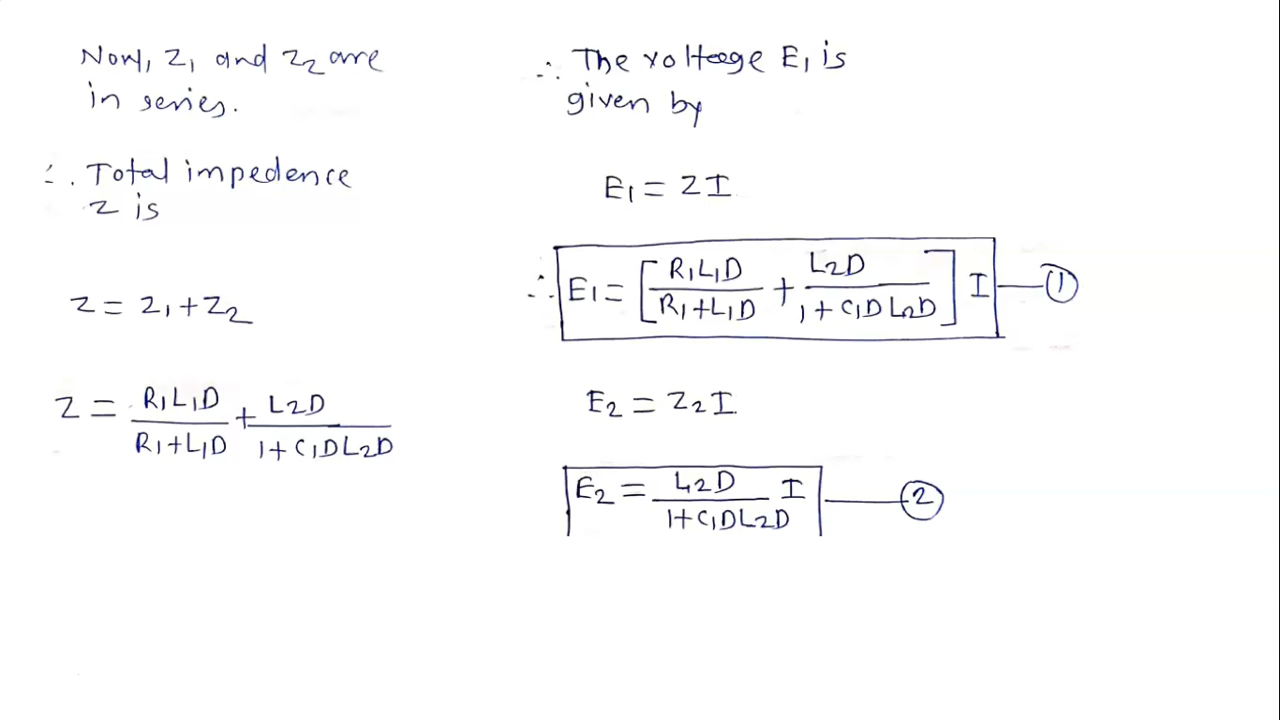 Now, Z₁ and Z₂ are
in series.
∴ Total impedence
Z is
Z = Z₁ + Z₂
Z = R₁L₁D / R₁+L₁D + L₂D / 1+C₁DL₂D
∴ The voltage E₁ is
given by
E₁ = ZI
∴ E₁ = [R₁L₁D / R₁+L₁D + L₂D / 1+C₁DL₂D] I —— ①
E₂ = Z₂I
E₂ = L₂D / 1+C₁DL₂D I —— ②